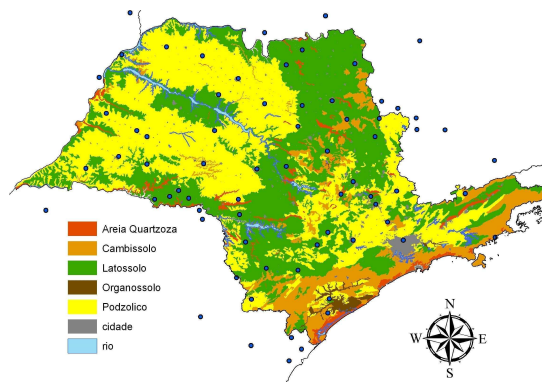 Areia Quartzoza
Cambissolo
Latossolo
Organossolo
Podzolico
cidade
rio
N
W E
S